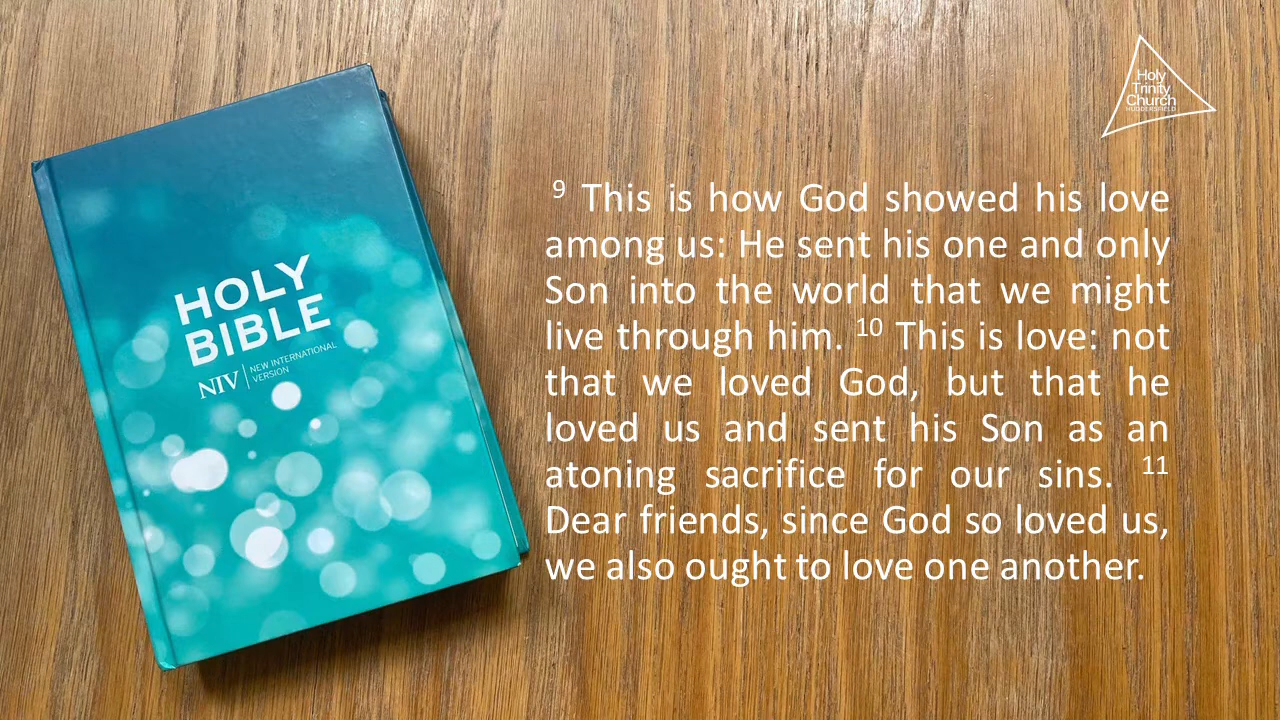 HOLY
BIBLE
NIV
NEW INTERNATIONAL
VERSION
Holy
Trinity
Church
HUDDERSFIELD
9 This is how God showed his love
among us: He sent his one and only
Son into the world that we might
live through him. 10 This is love: not
that we loved God, but that he
loved us and sent his Son as an
atoning sacrifice for our sins. 11
Dear friends, since God so loved us,
we also ought to love one another.